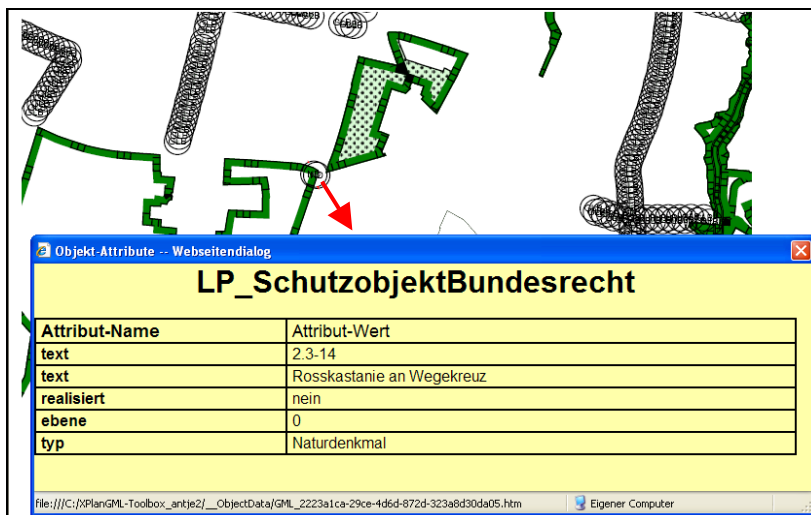 Objekt-Attribute -- Webseitendialog
LP_SchutzobjektBundesrecht
Attribut-Name Attribut-Wert
text 2.3-14
text Rosskastanie an Wegekreuz
realisiert nein
ebene 0
typ Naturdenkmal
file:///C:/XPlanGML-Toolbox_antje2/__ObjectData/GML_2223a1ca-29ce-4d6d-872d-323a8d30da05.htm Eigener Computer